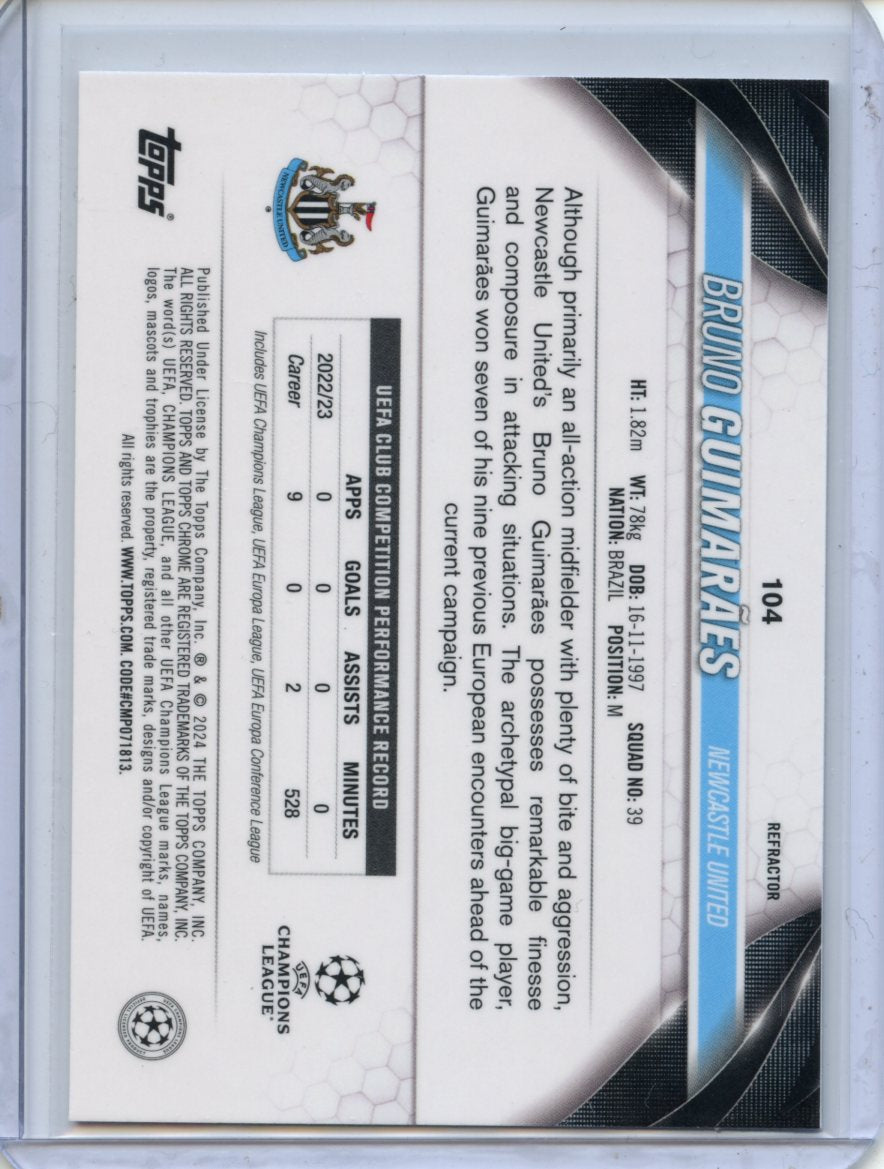 104
REFRACTOR
BRUNO GUIMARÃES
NEWCASTLE UNITED
HT: 1.82m WT: 78kg DOB: 16-11-1997 SQUAD NO: 39
NATION: BRAZIL POSITION: M
Although primarily an all-action midfielder with plenty of bite and aggression,
Newcastle United's Bruno Guimarães possesses remarkable finesse
and composure in attacking situations. The archetypal big-game player,
Guimarães won seven of his nine previous European encounters ahead of the
current campaign.
NEWCASTLE UNITED
®
UEFA CLUB COMPETITION PERFORMANCE RECORD
APPS GOALS ASSISTS MINUTES
2022/23 0 0 0 0
Career 9 0 2 528
Includes UEFA Champions League, UEFA Europa League, UEFA Europa Conference League
UEFA
CHAMPIONS
LEAGUE
topps®
Published Under License by The Topps Company, Inc. ® & © 2024 THE TOPPS COMPANY, INC.
ALL RIGHTS RESERVED. TOPPS AND TOPPS CHROME ARE REGISTERED TRADEMARKS OF THE TOPPS COMPANY, INC.
The word(s) UEFA, CHAMPIONS LEAGUE, and all other UEFA Champions League marks, names,
logos, mascots and trophies are the property, registered trade marks, designs and/or copyright of UEFA.
All rights reserved. WWW.TOPPS.COM. CODE#CMP071813.